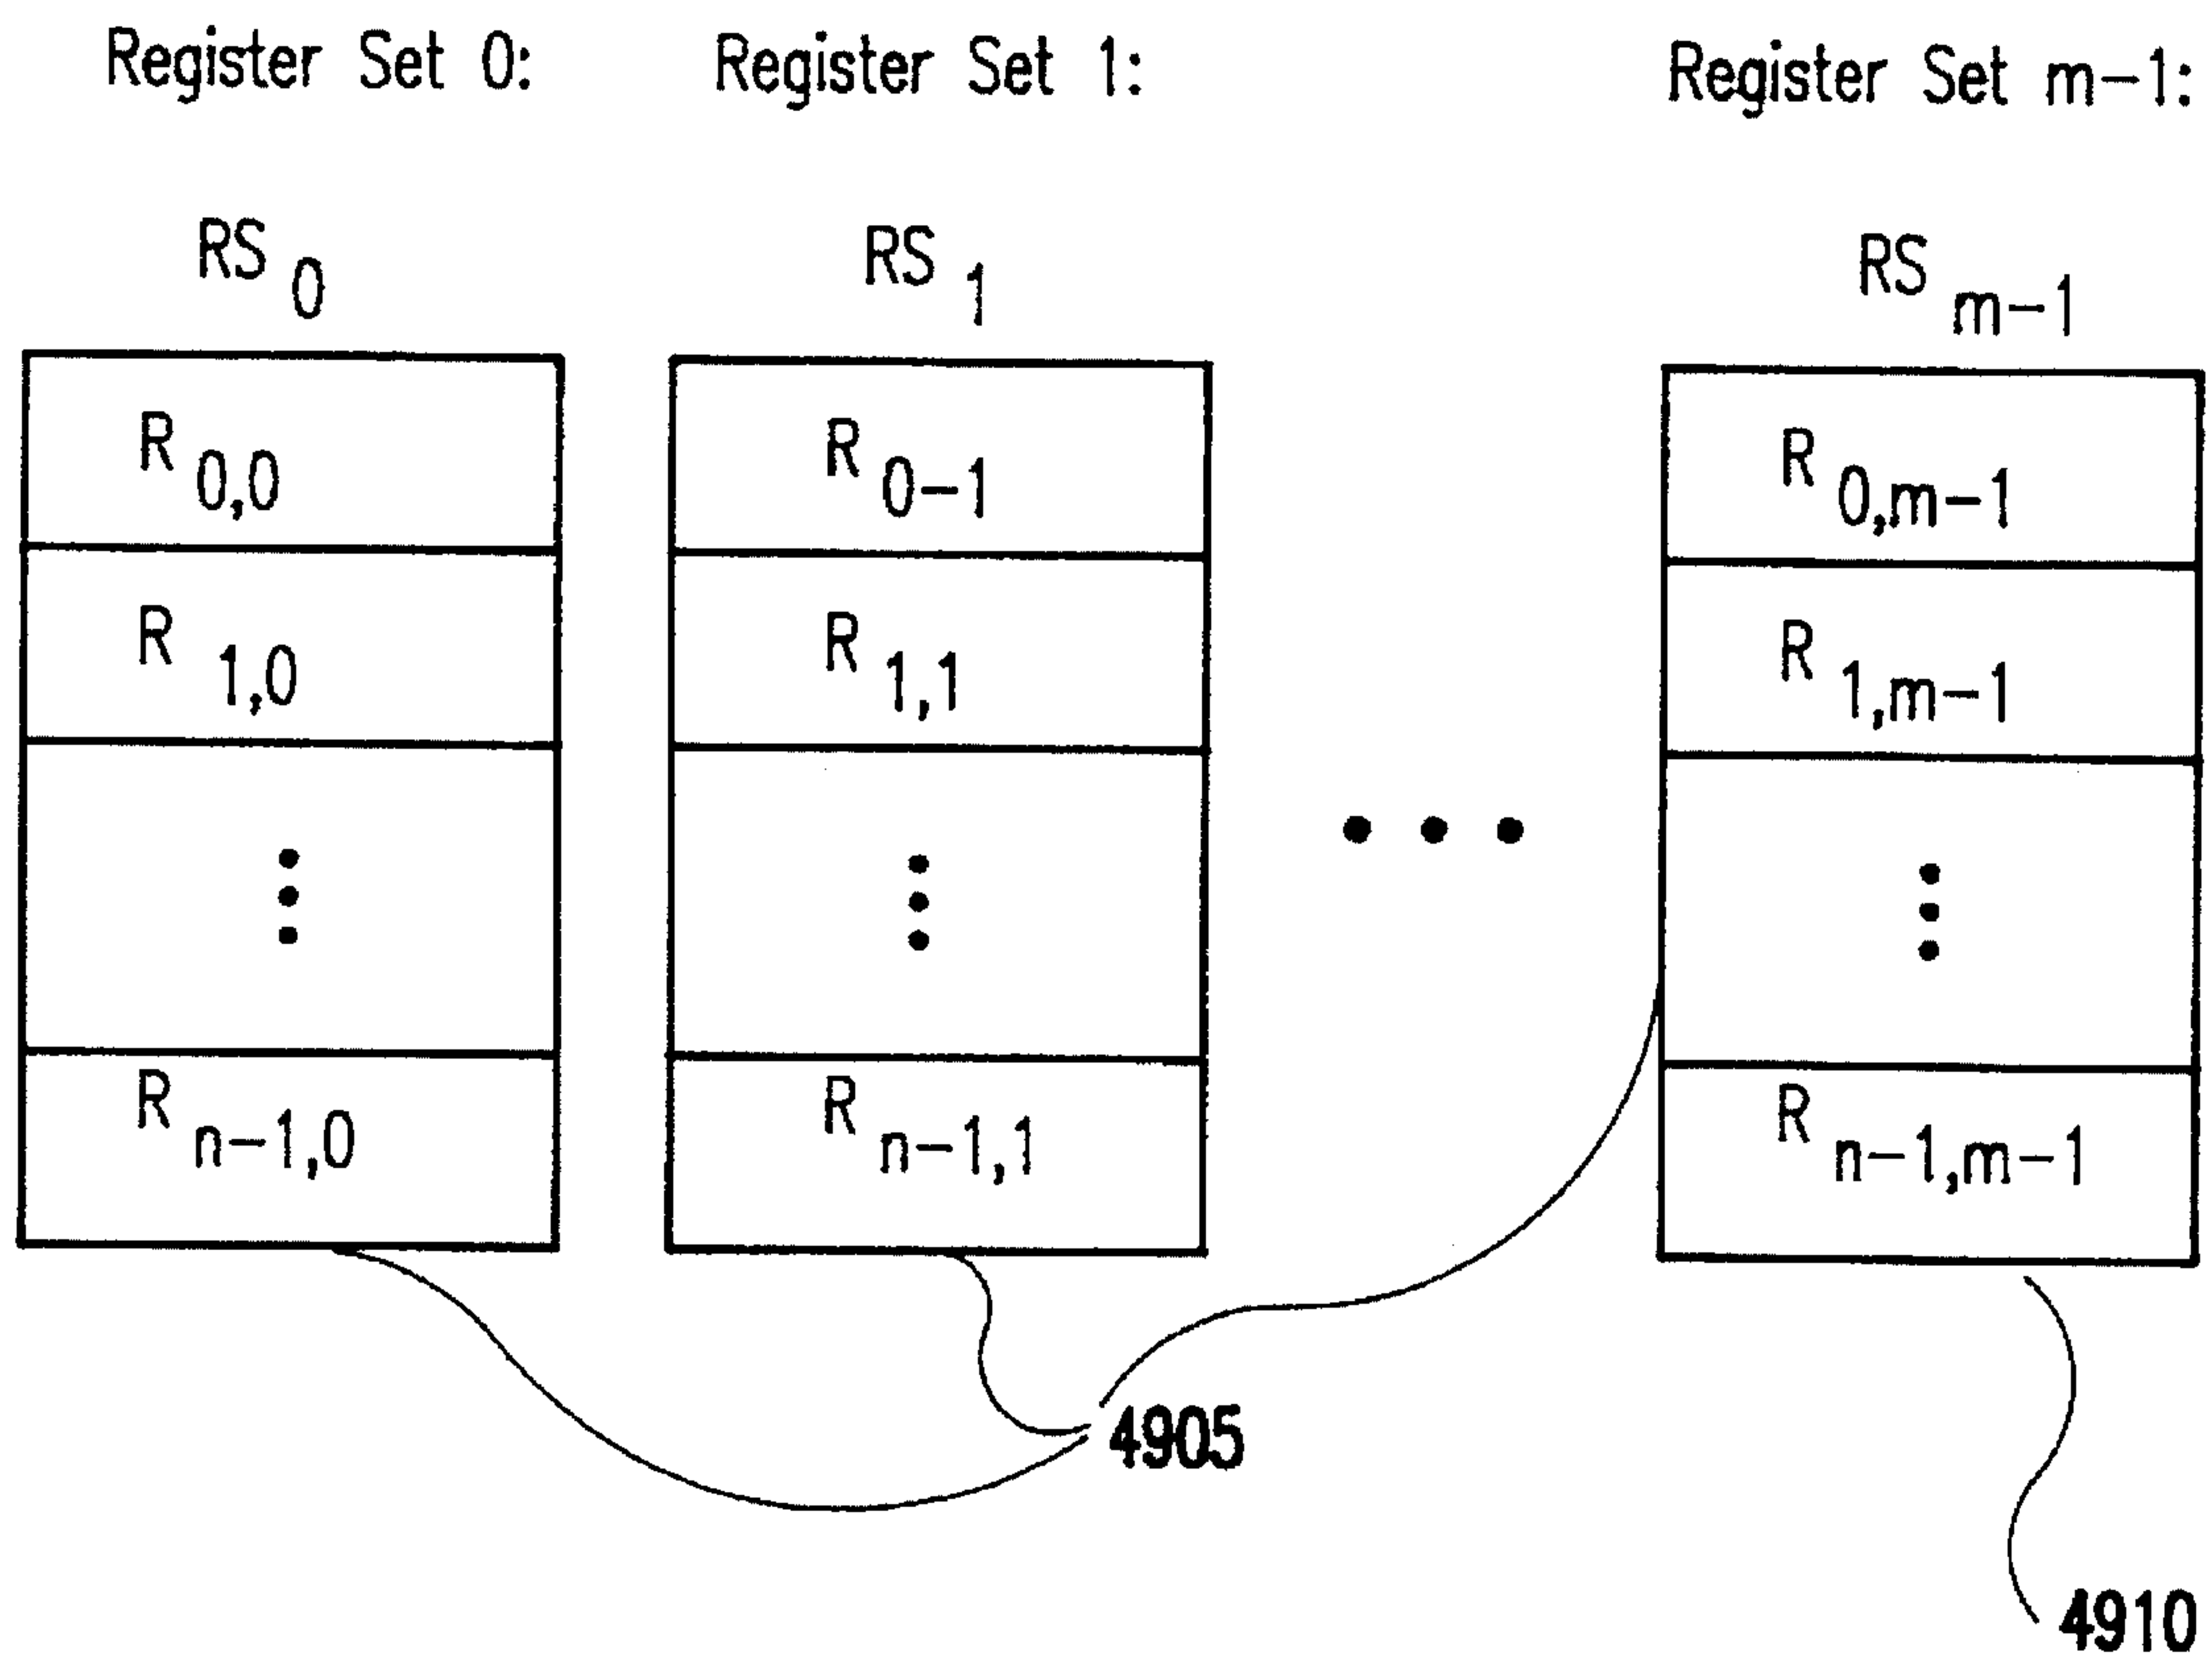 Register Set 0:
Register Set 1:
Register Set m-1:
RS 0
RS 1
RS m-1
R 0,0
R 0-1
R 0,m-1
R 1,0
R 1,1
R 1,m-1
R n-1,0
R n-1,1
R n-1,m-1
4905
4910